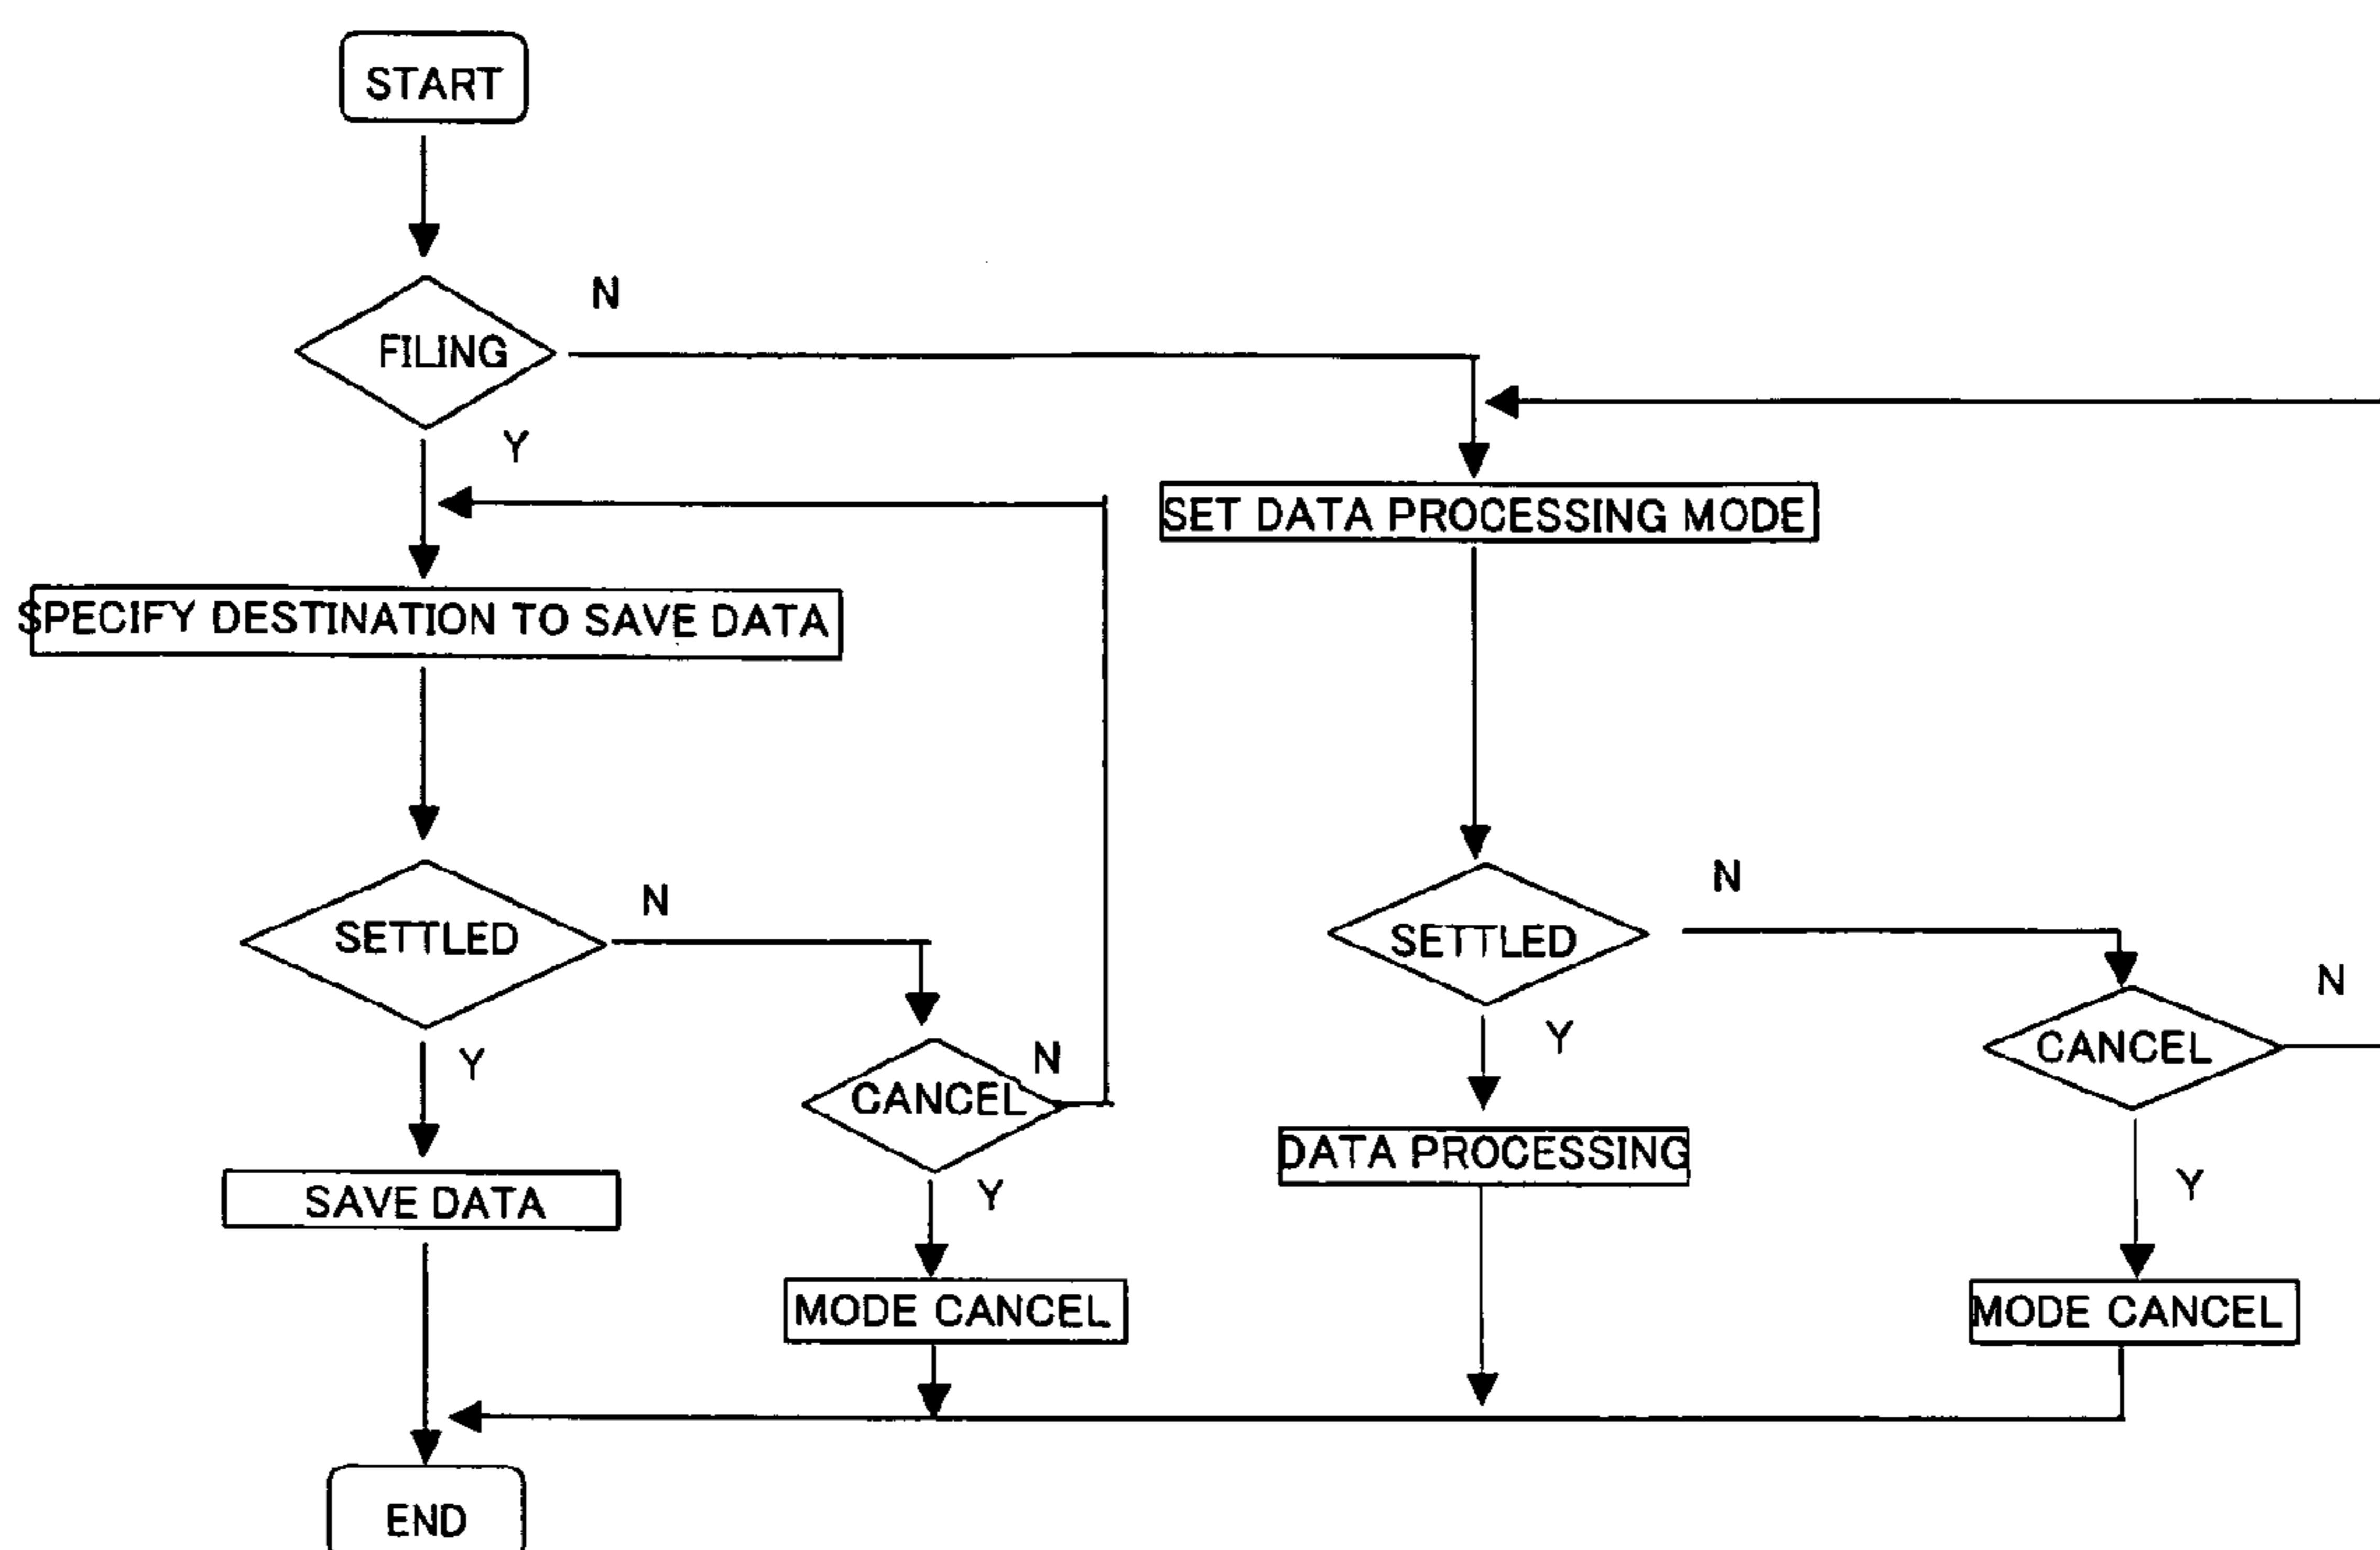 START
N
FILING
Y
SET DATA PROCESSING MODE
SPECIFY DESTINATION TO SAVE DATA
N
N
SETTLED
SETTLED
N
Y
Y
N
CANCEL
CANCEL
DATA PROCESSING
Y
Y
SAVE DATA
MODE CANCEL
MODE CANCEL
END